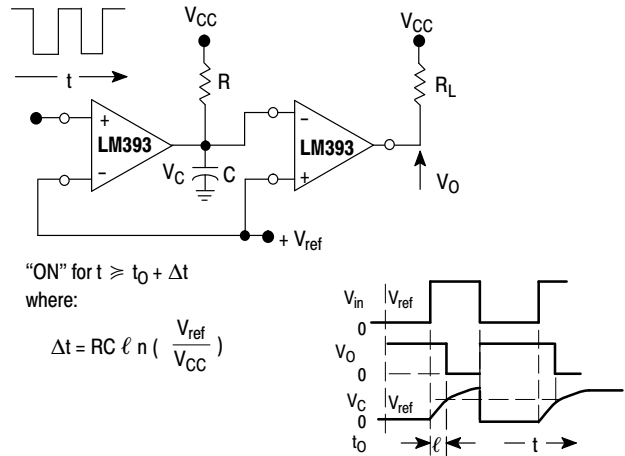 V_CC V_CC
t R R_L
+ LM393 − LM393
− V_C C + V_O
+ V_ref
“ON” for t ⩾ t_O + Δt
where:
Δt = RC ℓ n ( V_ref / V_CC )
V_in V_ref
0
V_O
0
V_C V_ref
0
t_O ℓ t